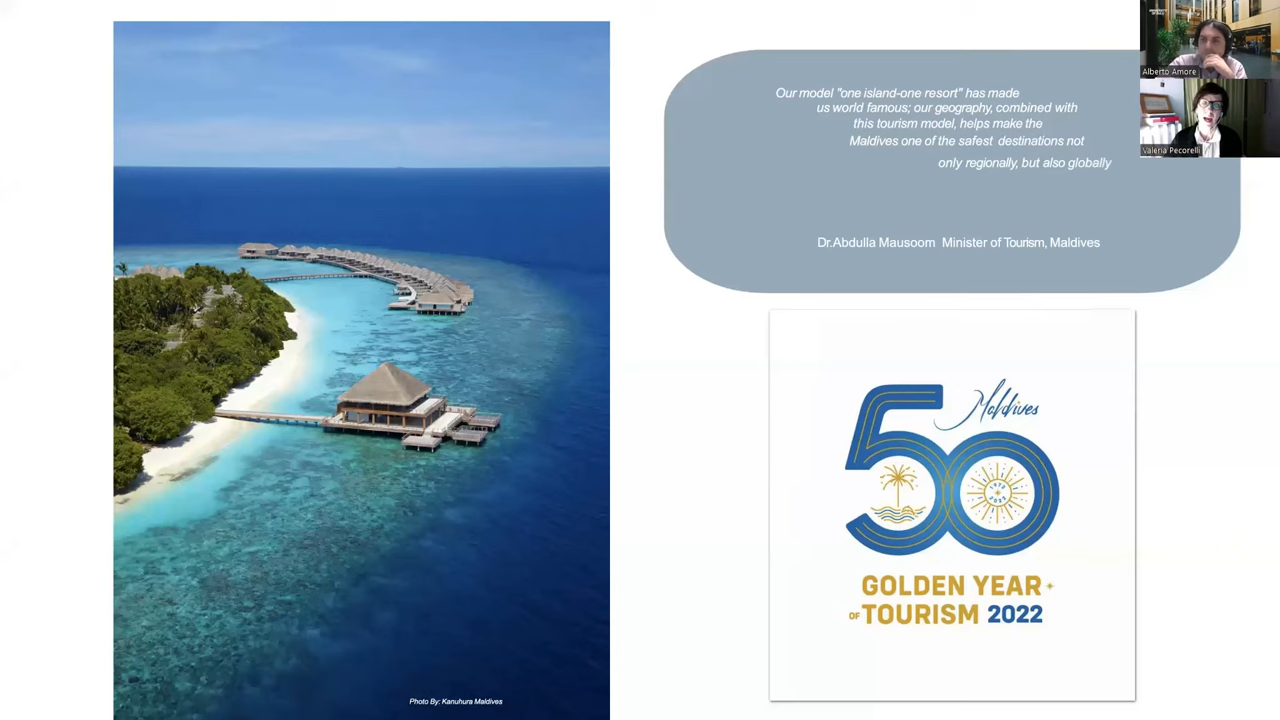 Our model "one island-one resort" has made
us world famous; our geography, combined with
this tourism model, helps make the
Maldives one of the safest destinations not
only regionally, but also globally
Dr.Abdulla Mausoom Minister of Tourism, Maldives
Maldives
50
1972
2022
GOLDEN YEAR
OF TOURISM 2022
Photo By: Kanuhura Maldives
Alberto Amore
Valeria Pecorelli